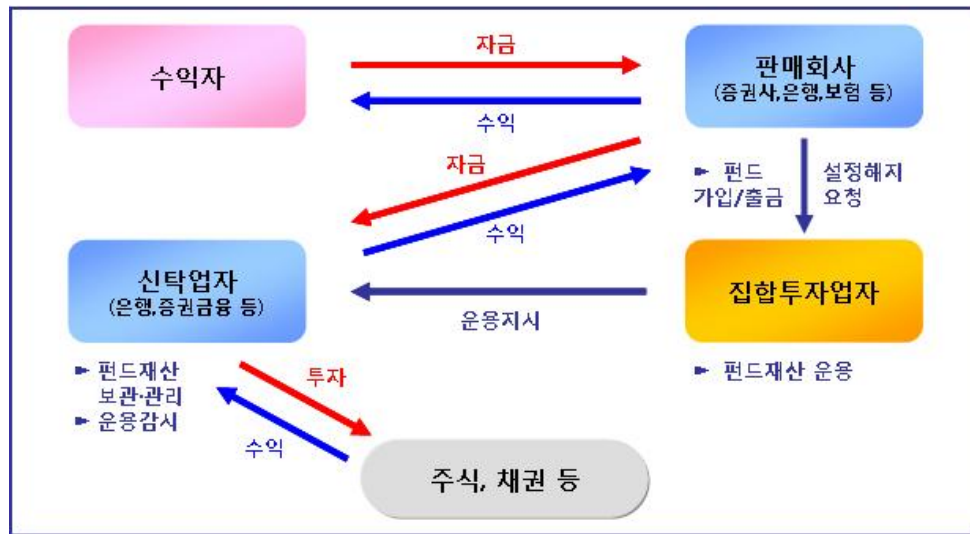 수익자
자금
수익
판매회사
(증권사,은행,보험 등)
자금
수익
► 펀드
가입/출금
설정해지
요청
신탁업자
(은행,증권금융 등)
운용지시
집합투자업자
► 펀드재산
보관·관리
► 운용감시
투자
수익
► 펀드재산 운용
주식, 채권 등